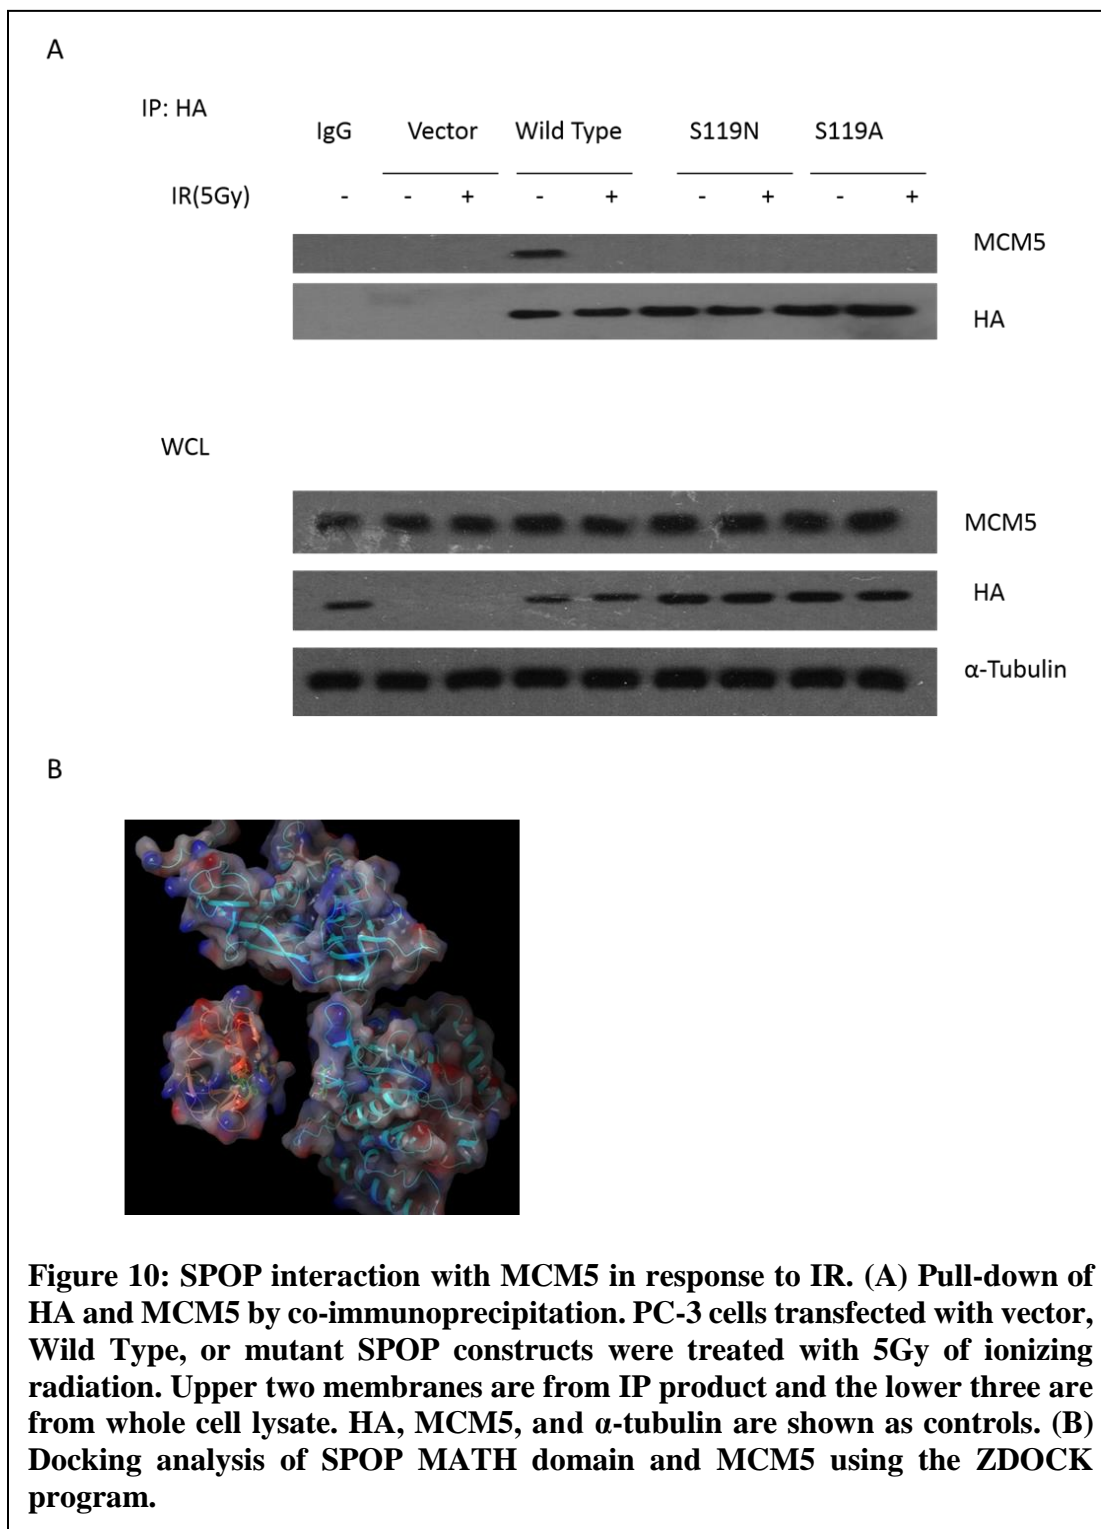 A
IP: HA
IgG Vector Wild Type S119N S119A
IR(5Gy) - - + - + - + - +
MCM5
HA
WCL
MCM5
HA
α-Tubulin
B
Figure 10: SPOP interaction with MCM5 in response to IR. (A) Pull-down of
HA and MCM5 by co-immunoprecipitation. PC-3 cells transfected with vector,
Wild Type, or mutant SPOP constructs were treated with 5Gy of ionizing
radiation. Upper two membranes are from IP product and the lower three are
from whole cell lysate. HA, MCM5, and α-tubulin are shown as controls. (B)
Docking analysis of SPOP MATH domain and MCM5 using the ZDOCK
program.